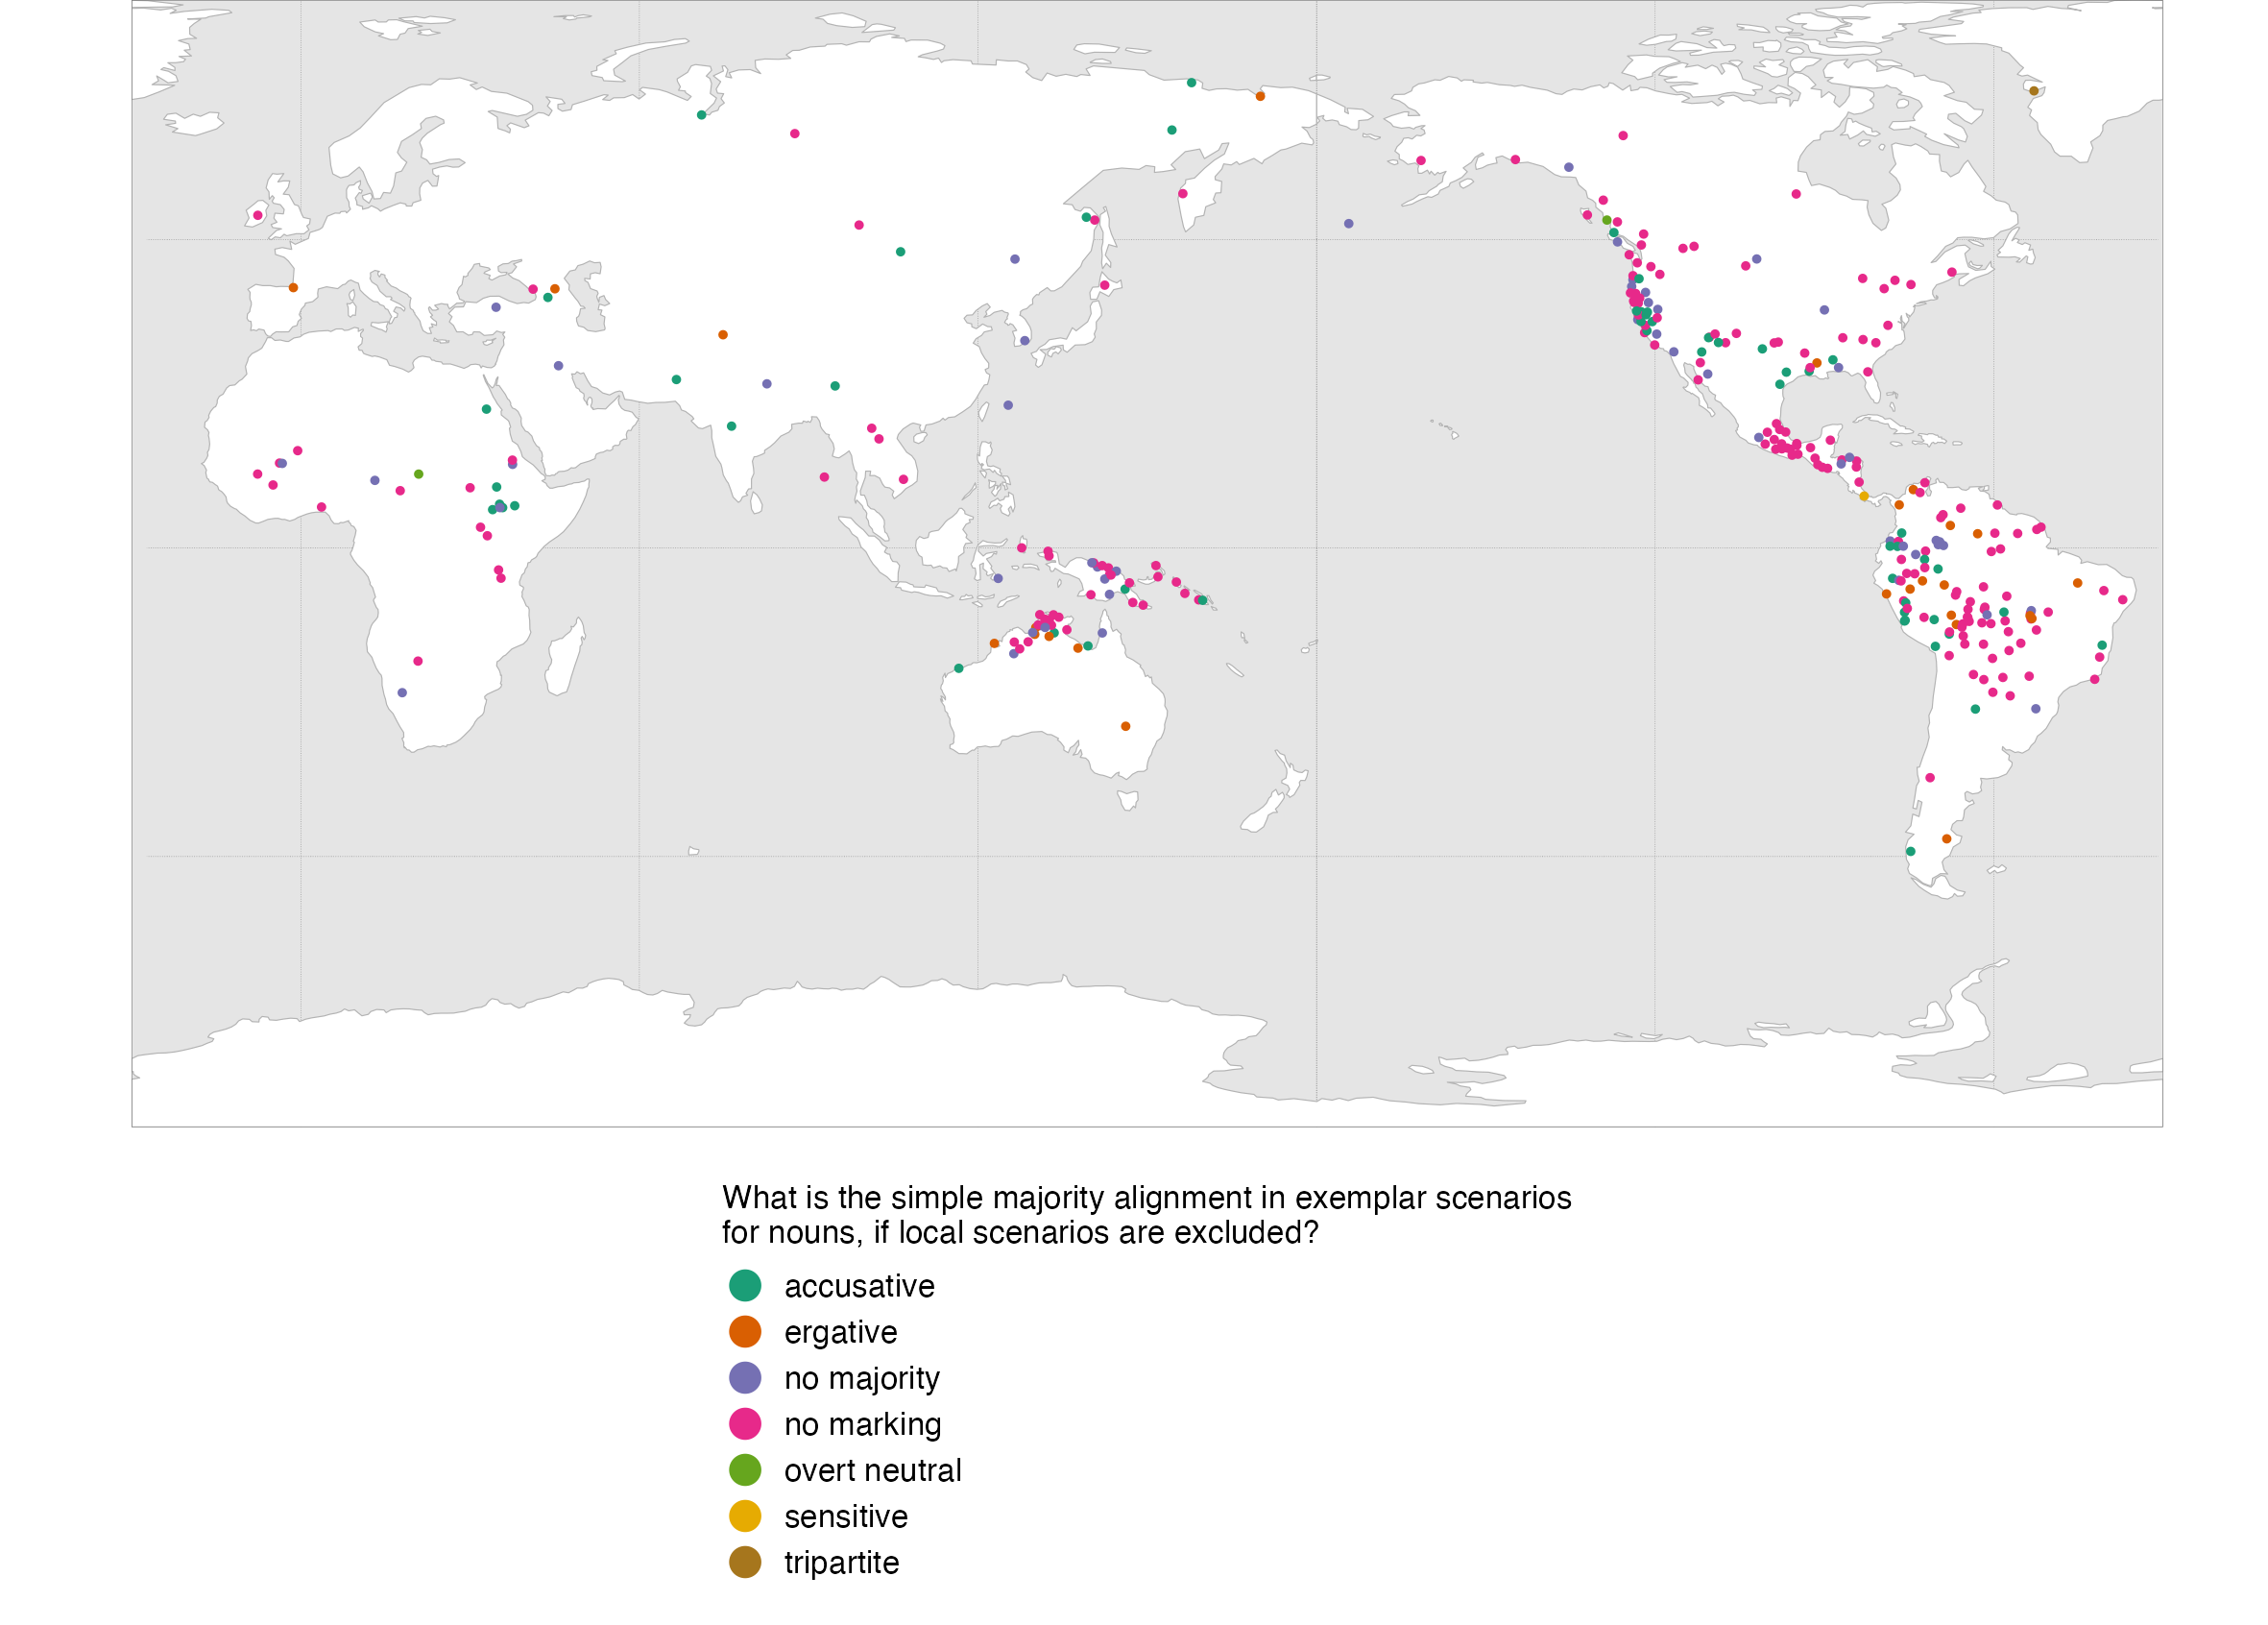 What is the simple majority alignment in exemplar scenarios
for nouns, if local scenarios are excluded?
accusative
ergative
no majority
no marking
overt neutral
sensitive
tripartite